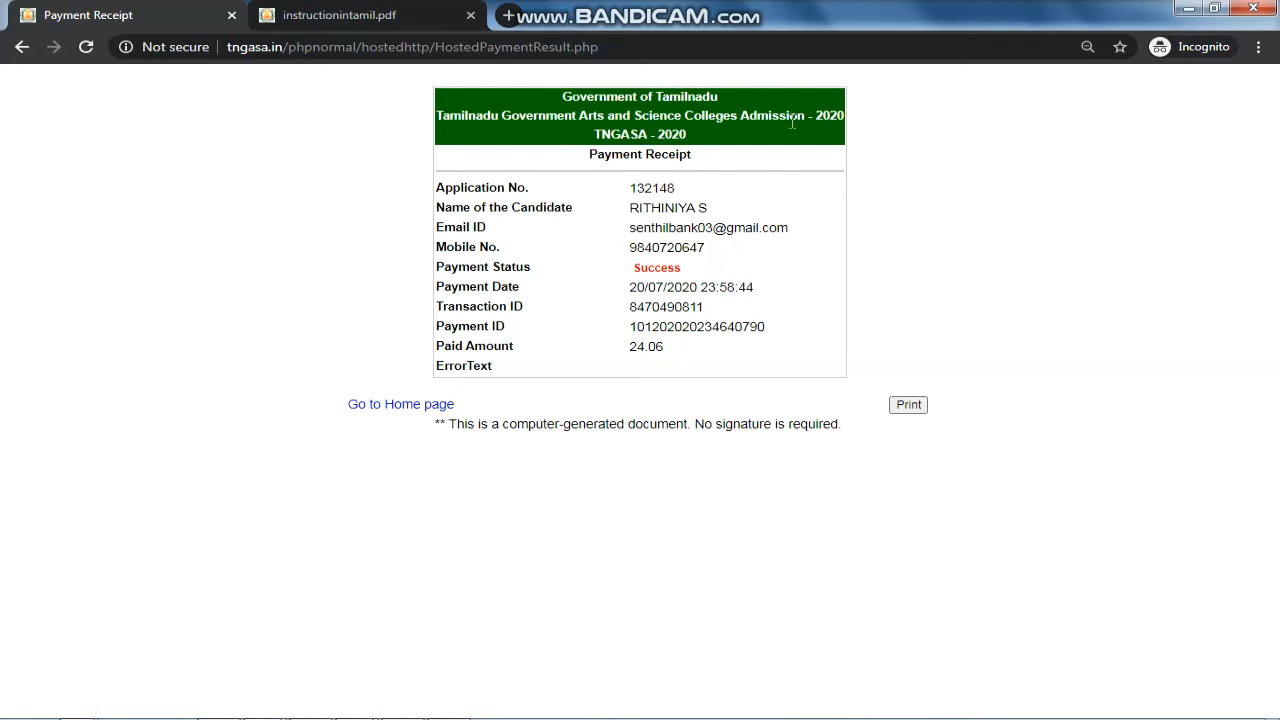 Payment Receipt
instructionintamil.pdf
www.BANDICAM.com
Not secure
tngasa.in/phpnormal/hostedhttp/HostedPaymentResult.php
Incognito
Government of Tamilnadu
Tamilnadu Government Arts and Science Colleges Admission - 2020
TNGASA - 2020
Payment Receipt
Application No. 132148
Name of the Candidate RITHINIYA S
Email ID senthilbank03@gmail.com
Mobile No. 9840720647
Payment Status Success
Payment Date 20/07/2020 23:58:44
Transaction ID 8470490811
Payment ID 101202020234640790
Paid Amount 24.06
ErrorText
Go to Home page Print
** This is a computer-generated document. No signature is required.